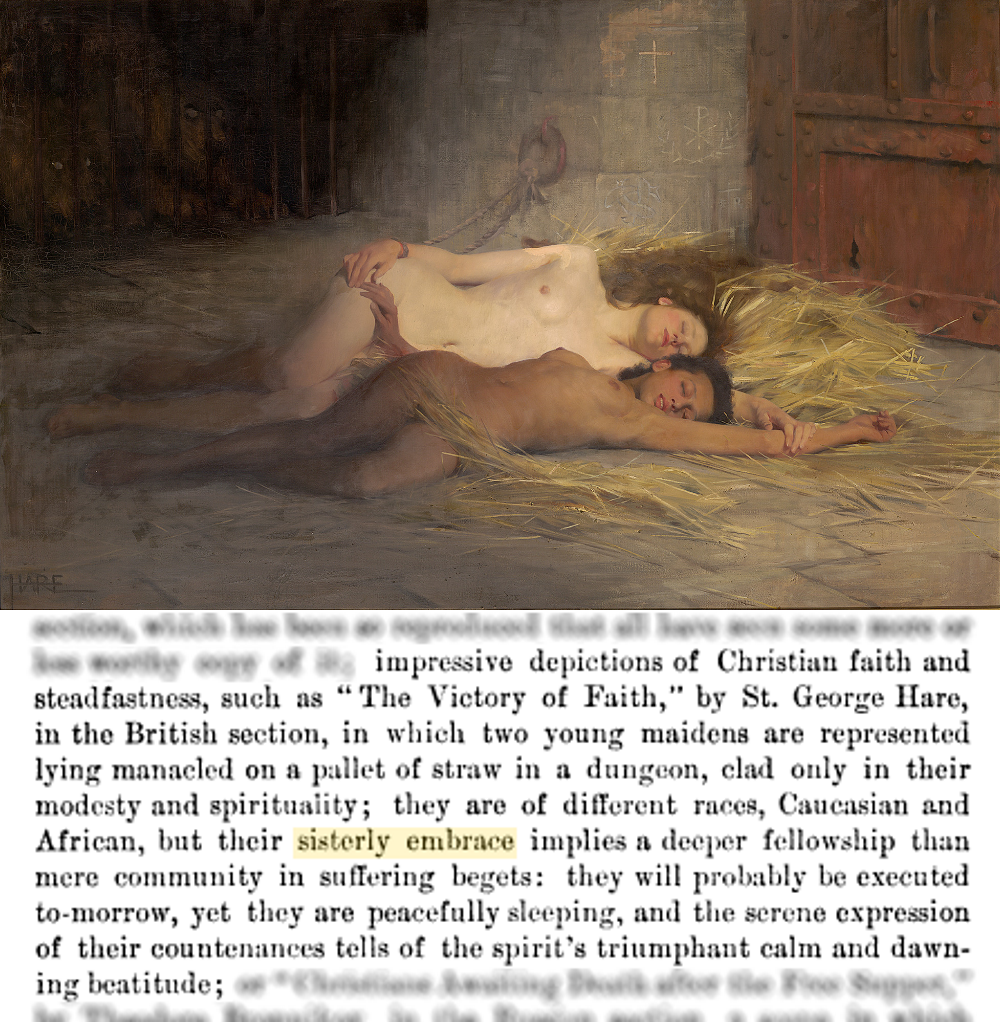 HARE
impressive depictions of Christian faith and
steadfastness, such as “The Victory of Faith,” by St. George Hare,
in the British section, in which two young maidens are represented
lying manacled on a pallet of straw in a dungeon, clad only in their
modesty and spirituality; they are of different races, Caucasian and
African, but their sisterly embrace implies a deeper fellowship than
mere community in suffering begets: they will probably be executed
to-morrow, yet they are peacefully sleeping, and the serene expression
of their countenances tells of the spirit’s triumphant calm and dawn-
ing beatitude;